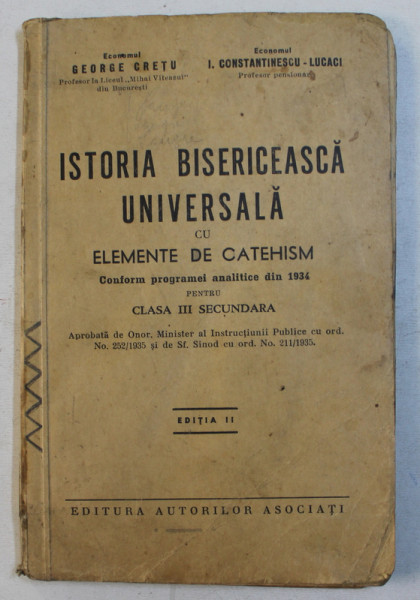 Economul
GEORGE CREȚU
Profesor la Liceul „Mihai Viteazul"
din București
Economul
I. CONSTANTINESCU - LUCACI
Profesor pensionar
ISTORIA BISERICEASCĂ
UNIVERSALĂ
CU
ELEMENTE DE CATEHISM
Conform programei analitice din 1934
PENTRU
CLASA III SECUNDARA
Aprobată de Onor. Minister al Instrucțiunii Publice cu ord.
No. 252/1935 și de Sf. Sinod cu ord. No. 211/1935.
EDIȚIA II
EDITURA AUTORILOR ASOCIAȚI